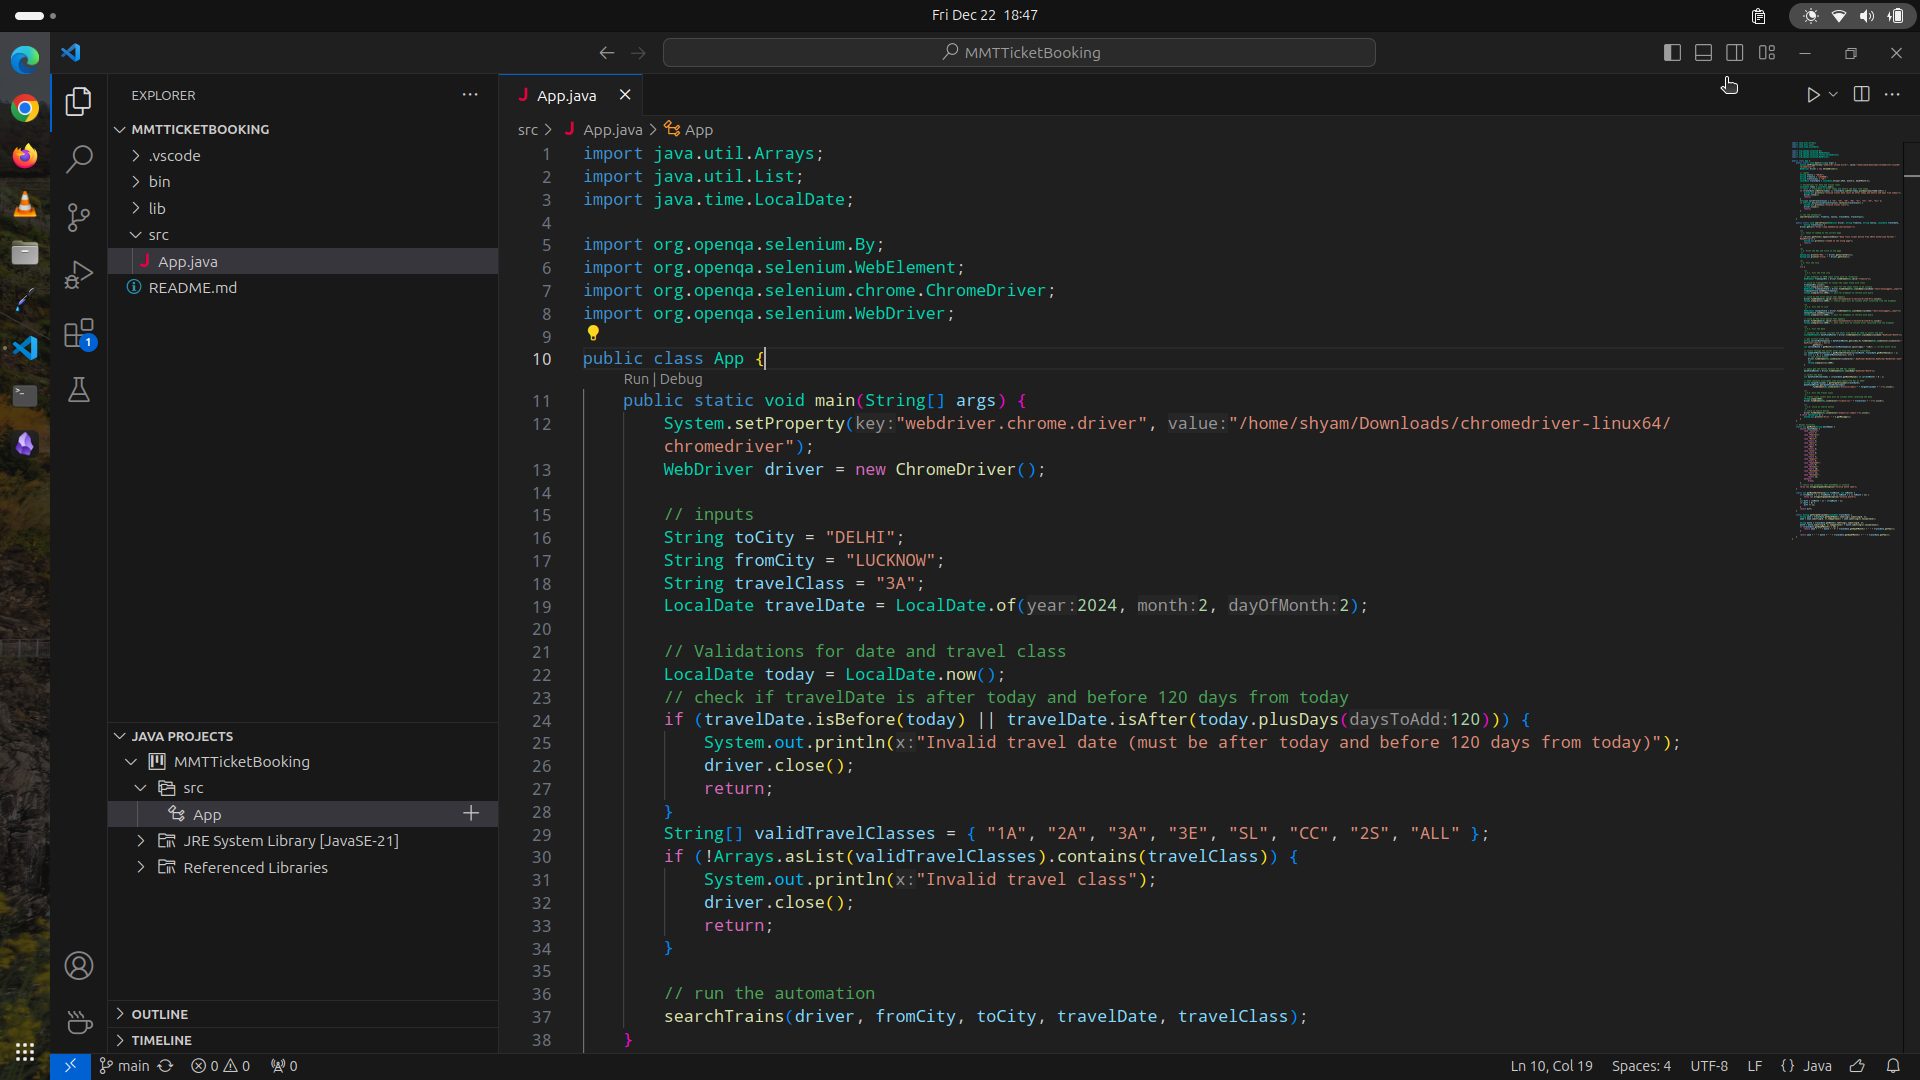 Fri Dec 22 18:47
MMTTicketBooking
EXPLORER
MMTTICKETBOOKING
.vscode
bin
lib
src
App.java
README.md
JAVA PROJECTS
MMTTicketBooking
src
App
JRE System Library [JavaSE-21]
Referenced Libraries
OUTLINE
TIMELINE
1
App.java
src > App.java > App
1 import java.util.Arrays;
2 import java.util.List;
3 import java.time.LocalDate;
4
5 import org.openqa.selenium.By;
6 import org.openqa.selenium.WebElement;
7 import org.openqa.selenium.chrome.ChromeDriver;
8 import org.openqa.selenium.WebDriver;
9
10 public class App {
Run | Debug
11 public static void main(String[] args) {
12 System.setProperty(key:"webdriver.chrome.driver", value:"/home/shyam/Downloads/chromedriver-linux64/
chromedriver");
13 WebDriver driver = new ChromeDriver();
14
15 // inputs
16 String toCity = "DELHI";
17 String fromCity = "LUCKNOW";
18 String travelClass = "3A";
19 LocalDate travelDate = LocalDate.of(year:2024, month:2, dayOfMonth:2);
20
21 // Validations for date and travel class
22 LocalDate today = LocalDate.now();
23 // check if travelDate is after today and before 120 days from today
24 if (travelDate.isBefore(today) || travelDate.isAfter(today.plusDays(daysToAdd:120))) {
25 System.out.println(x:"Invalid travel date (must be after today and before 120 days from today)");
26 driver.close();
27 return;
28 }
29 String[] validTravelClasses = { "1A", "2A", "3A", "3E", "SL", "CC", "2S", "ALL" };
30 if (!Arrays.asList(validTravelClasses).contains(travelClass)) {
31 System.out.println(x:"Invalid travel class");
32 driver.close();
33 return;
34 }
35
36 // run the automation
37 searchTrains(driver, fromCity, toCity, travelDate, travelClass);
38 }
main 0 0 0 Ln 10, Col 19 Spaces: 4 UTF-8 LF {} Java